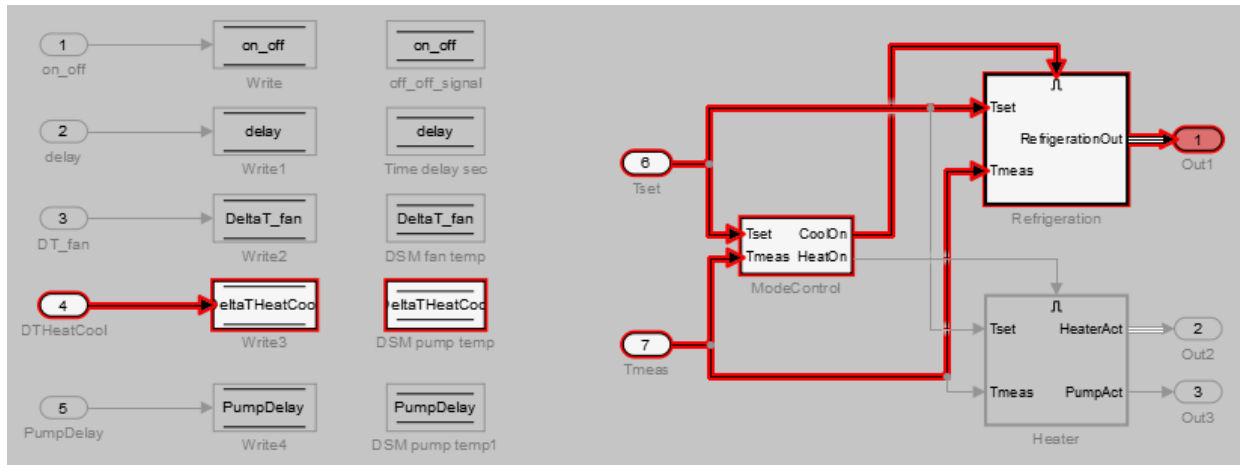 1
on_off
on_off
Write
on_off
off_off_signal
2
delay
delay
Write1
delay
Time delay sec
3
DT_fan
DeltaT_fan
Write2
DeltaT_fan
DSM fan temp
4
DTHeatCool
eltaTHeatCoo
Write3
eltaTHeatCoo
DSM pump temp
5
PumpDelay
PumpDelay
Write4
PumpDelay
DSM pump temp1
6
Tset
7
Tmeas
Tset CoolOn
Tmeas HeatOn
ModeControl
Tset
RefrigerationOut
Tmeas
Refrigeration
1
Out1
Tset HeaterAct
Tmeas PumpAct
Heater
2
Out2
3
Out3